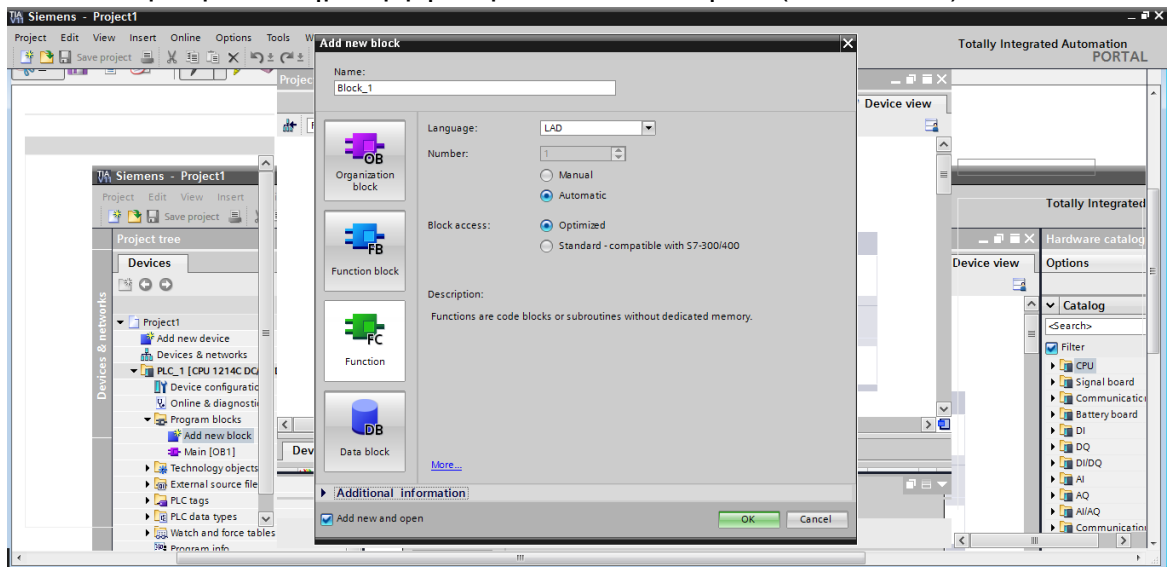 Siemens - Project1
Project Edit View Insert Online Options Tools W
Save project
Totally Integrated Automation
PORTAL
Add new block
Name:
Block_1
Language: LAD
Number: 1
Manual
Automatic
Block access: Optimized
Standard - compatible with S7-300/400
Description:
Functions are code blocks or subroutines without dedicated memory.
OB
Organization
block
FB
Function block
FC
Function
DB
Data block
More...
Additional information
Add new and open
OK Cancel
Projec
Device view
Dev
Siemens - Project1
Project Edit View Insert
Save project
Project tree
Devices
Devices & networks
Project1
Add new device
Devices & networks
PLC_1 [CPU 1214C DC/
Device configuratio
Online & diagnosti
Program blocks
Add new block
Main [OB1]
Technology objects
External source file
PLC tags
PLC data types
Watch and force tables
Program info
Totally Integrated
Device view
Hardware catalog
Options
Catalog
<Search>
Filter
CPU
Signal board
Communicatio
Battery board
DI
DQ
DI/DQ
AI
AQ
AI/AQ
Communication